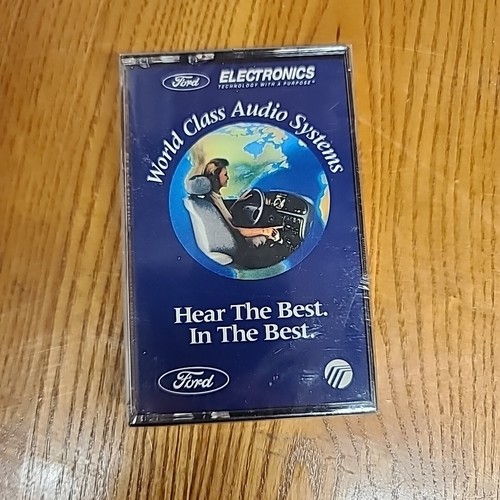 Ford ELECTRONICS
TECHNOLOGY WITH A PURPOSE
World Class Audio Systems
Hear The Best.
In The Best.
Ford